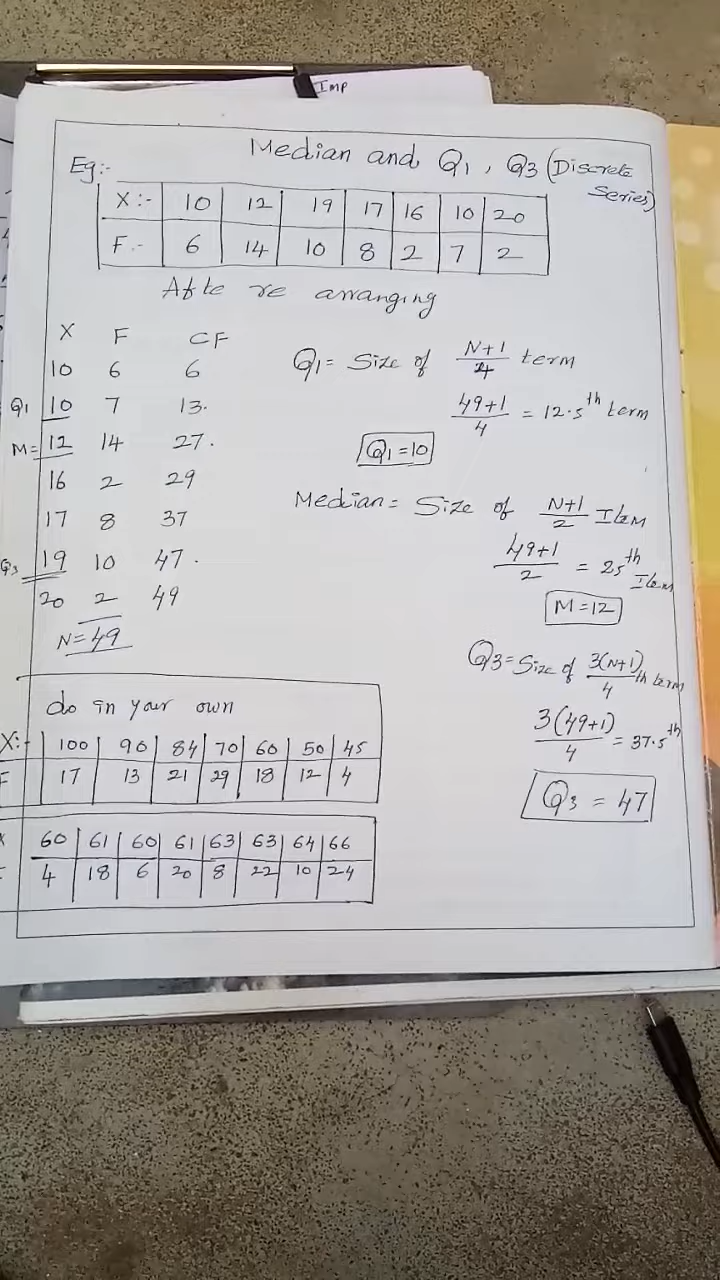 IMP
Median and Q1, Q3 (Discrete Series)
Eg:-
X:- 10 12 19 17 16 10 20
F:- 6 14 10 8 2 7 2
Afte re arranging
X F CF
10 6 6
Q1 10 7 13.
M= 12 14 27.
16 2 29
17 8 37
Q3 19 10 47.
20 2 49
N=49
Q1= Size of N+1/4 term
49+1/4 = 12.5th term
Q1=10
Median= Size of N+1/2 Item
49+1/2 = 25th Item
M=12
Q3= Size of 3(N+1)/4 th term
3(49+1)/4 = 37.5th
Q3 = 47
do in your own
X:- 100 90 84 70 60 50 45
F 17 13 21 29 18 12 4
X 60 61 60 61 63 63 64 66
4 18 6 20 8 22 10 24